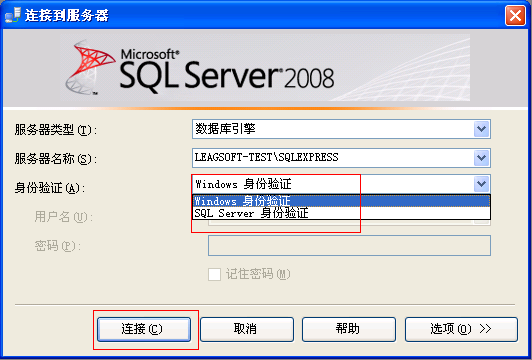 连接到服务器
Microsoft®
SQL Server® 2008
服务器类型(T): 数据库引擎
服务器名称(S): LEAGSOFT-TEST\SQLEXPRESS
身份验证(A): Windows 身份验证
Windows 身份验证
SQL Server 身份验证
用户名(U):
密码(P):
记住密码(M)
连接(C) 取消 帮助 选项(O) >>